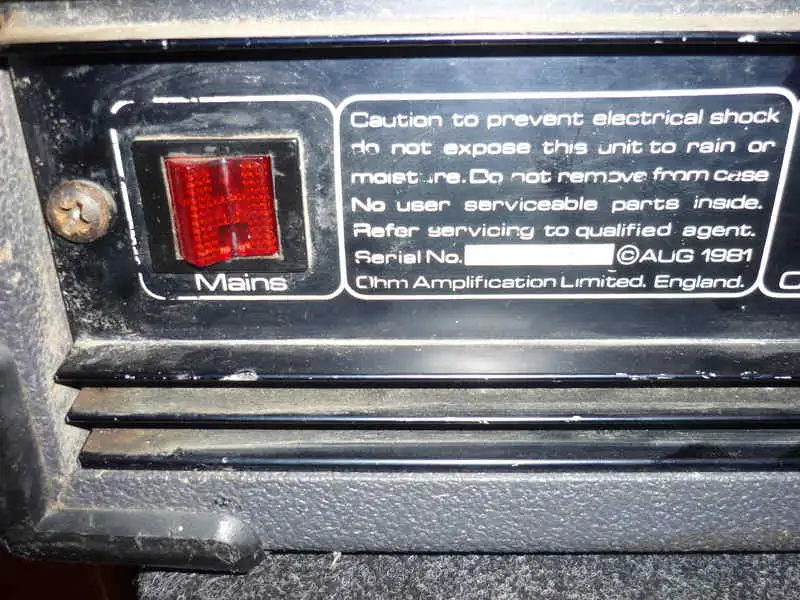 Caution to prevent electrical shock
do not expose this unit to rain or
moisture. Do not remove from case
No user serviceable parts inside.
Refer servicing to qualified agent.
Serial No. ©AUG 1981
Ohm Amplification Limited. England.
Mains